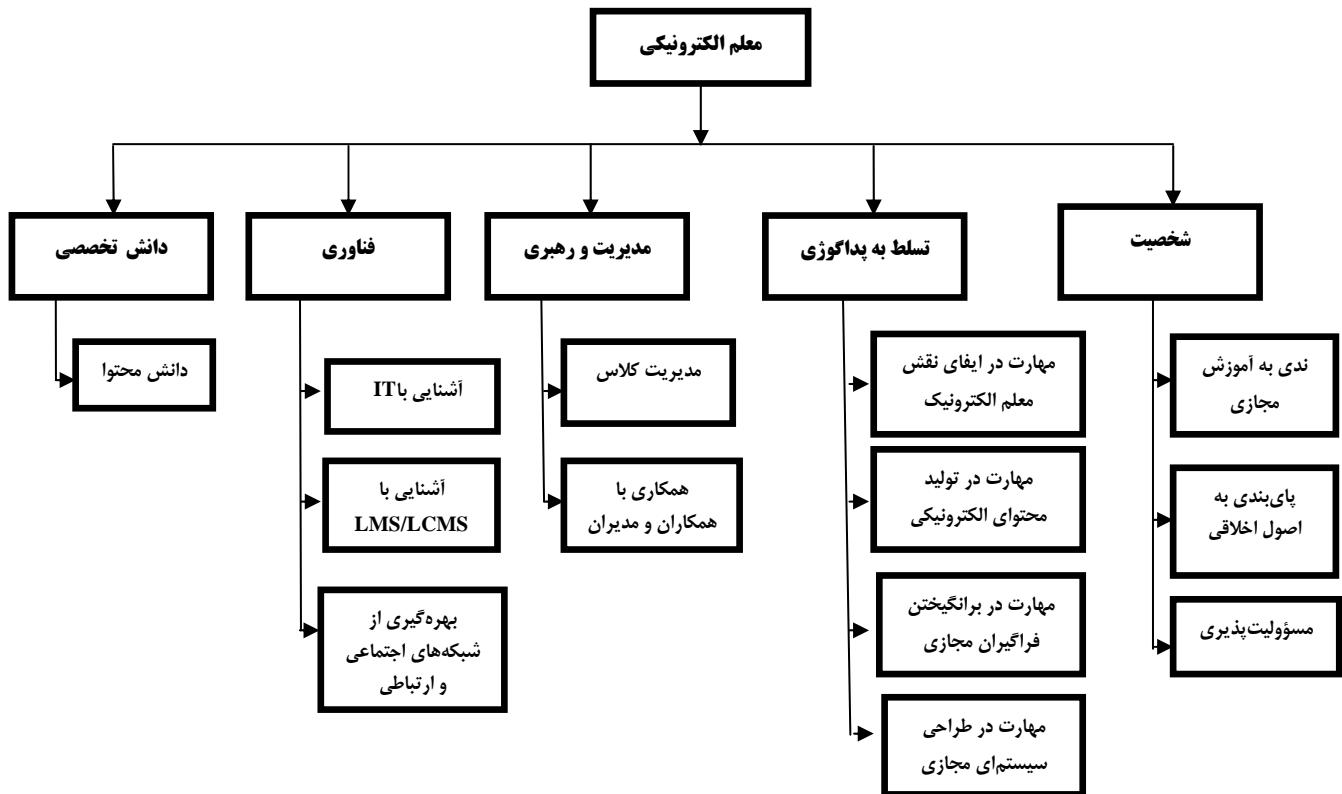 معلم الکترونیکی
شخصیت
تسلط به پداگوژی
مدیریت و رهبری
فناوری
دانش تخصصی
ندی به آموزش
مجازی
پای‌بندی به
اصول اخلاقی
مسؤولیت‌پذیری
مهارت در ایفای نقش
معلم الکترونیک
مهارت در تولید
محتوای الکترونیکی
مهارت در برانگیختن
فراگیران مجازی
مهارت در طراحی
سیستم‌ای مجازی
مدیریت کلاس
همکاری با
همکاران و مدیران
آشنایی با IT
آشنایی با
LMS/LCMS
بهره‌گیری از
شبکه‌های اجتماعی
و ارتباطی
دانش محتوا